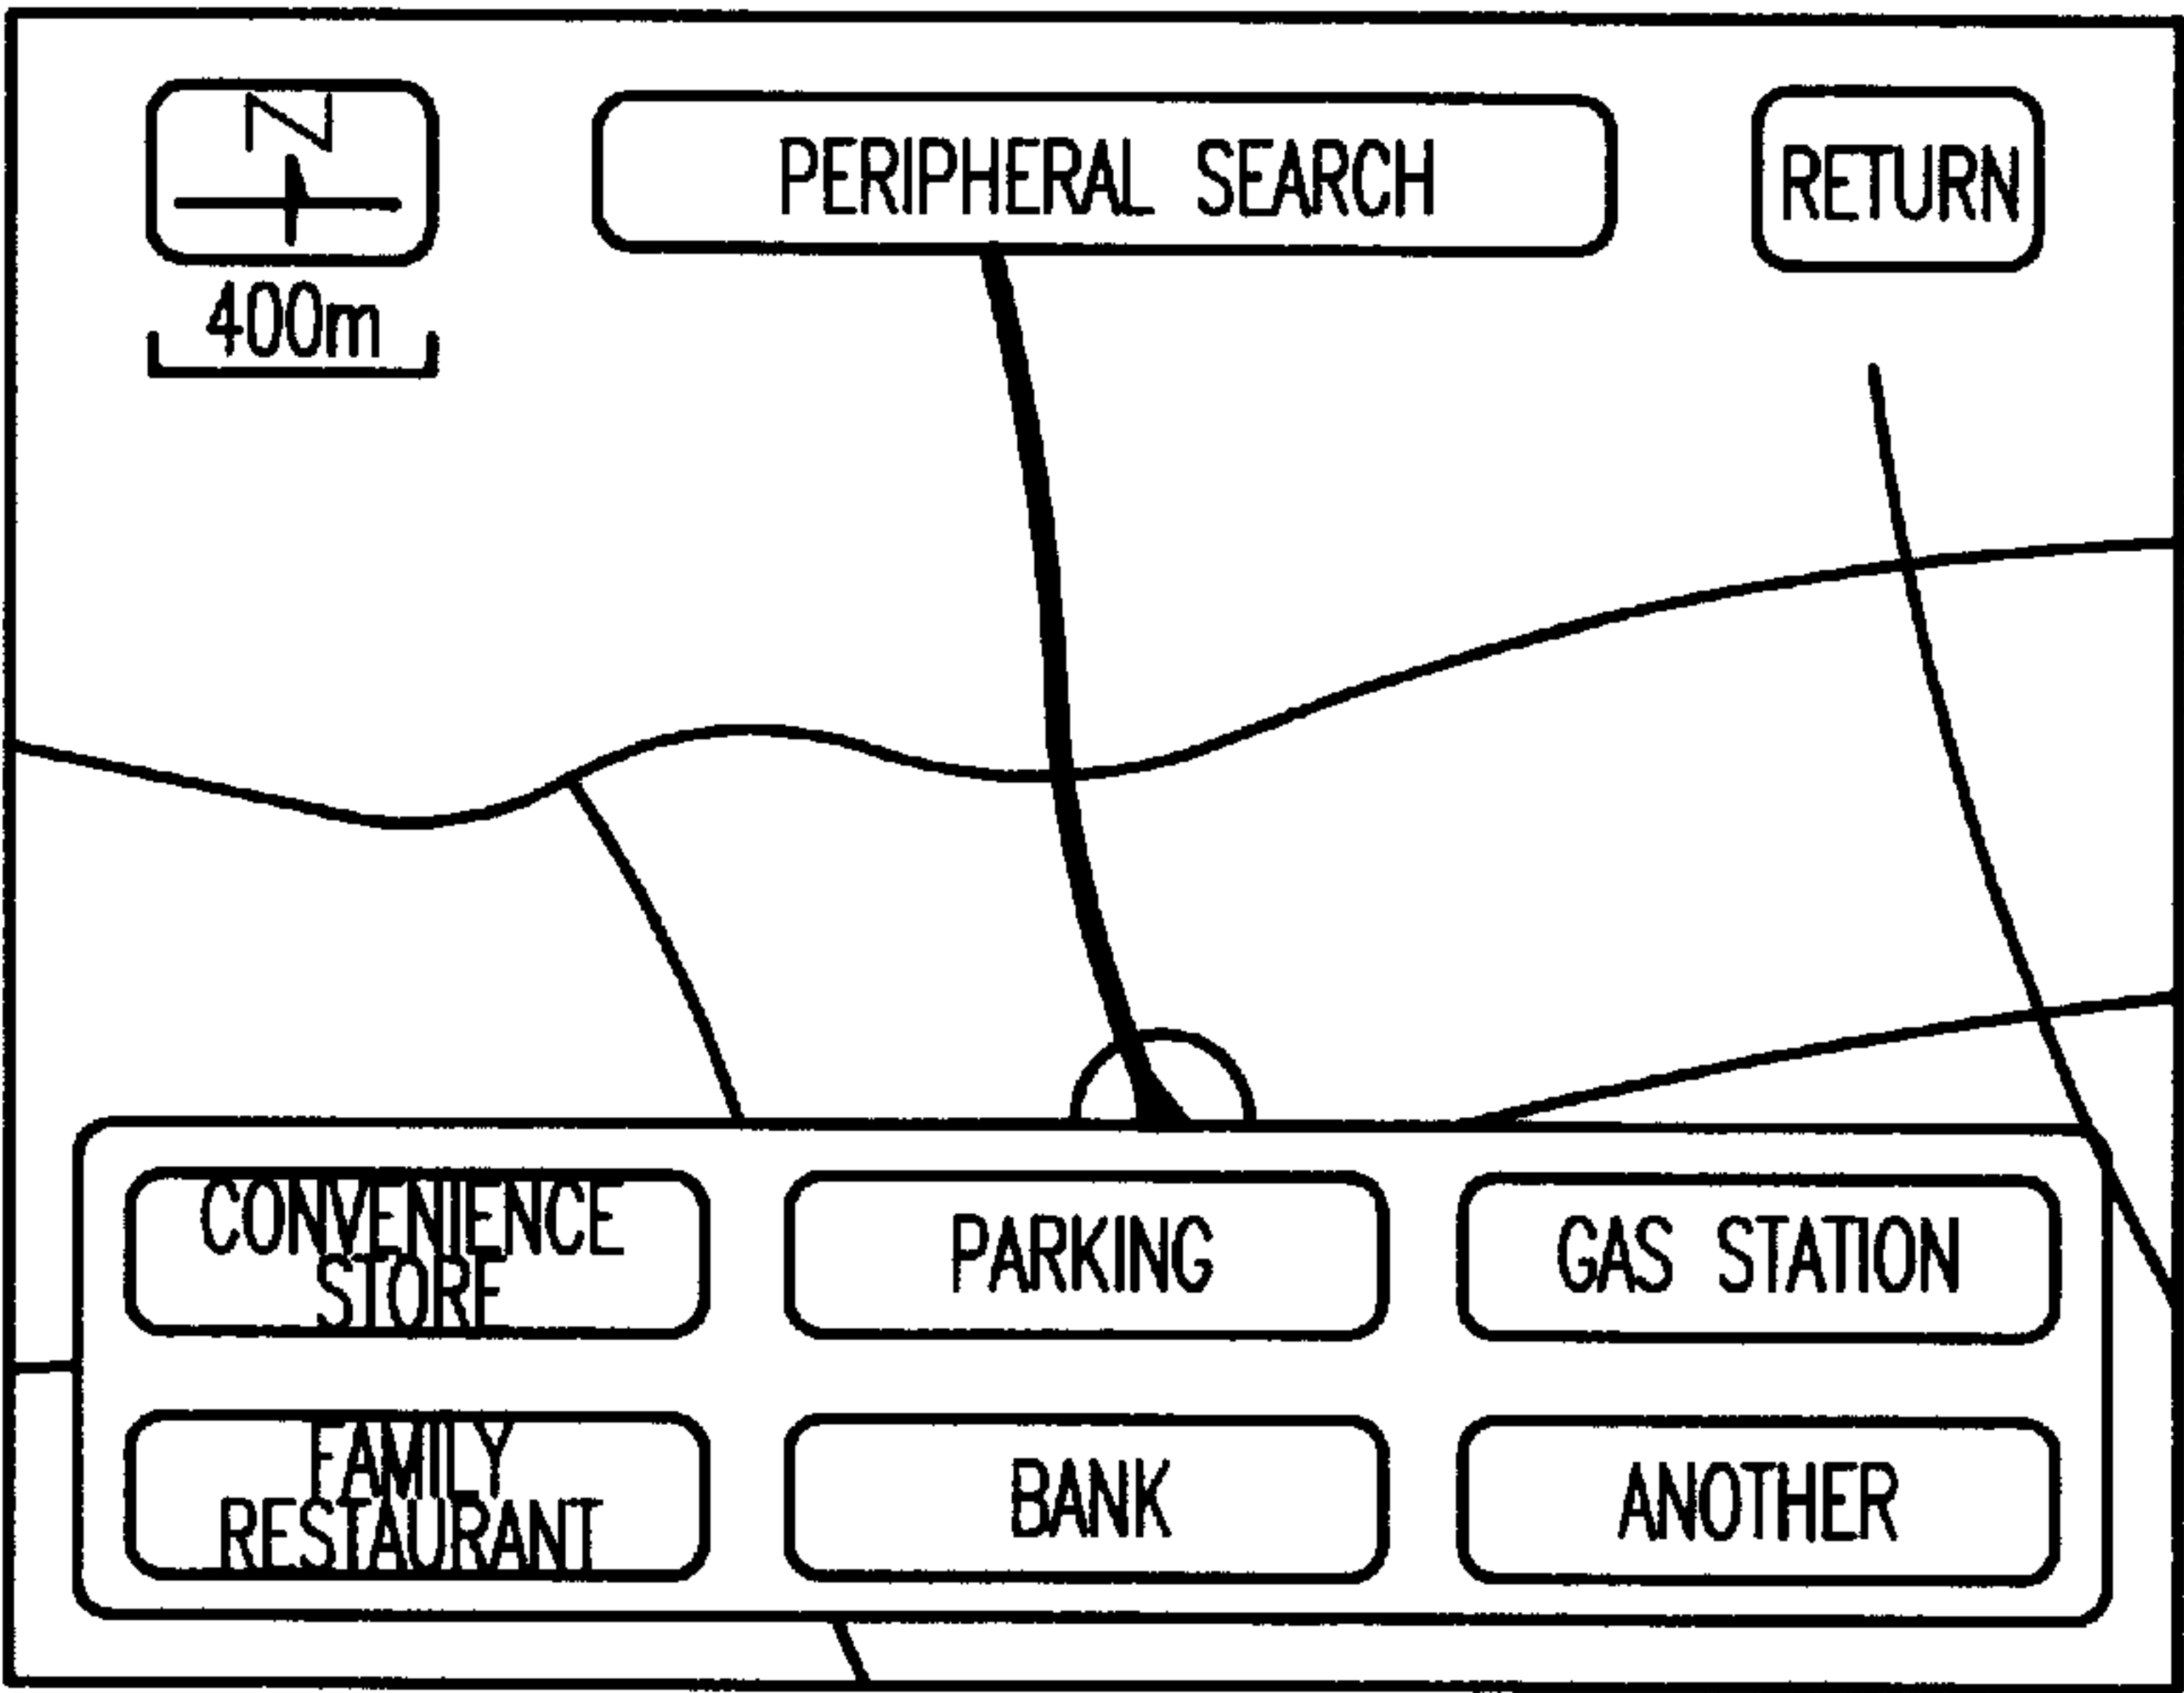 N
PERIPHERAL SEARCH
RETURN
400m
CONVENIENCE
STORE
PARKING
GAS STATION
FAMILY
RESTAURANT
BANK
ANOTHER